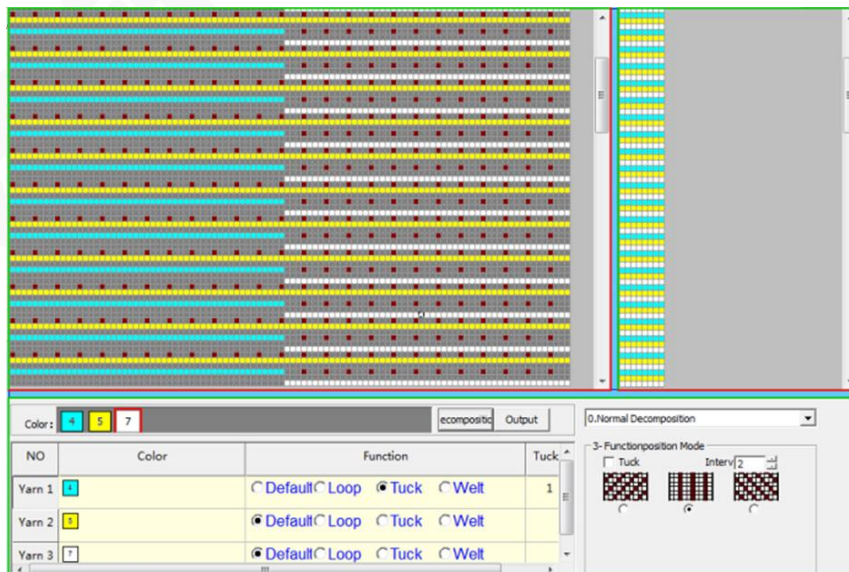 Color: 4 5 7 ecompositic Output
0.Normal Decomposition
3- Functionposition Mode
Tuck Interv 2
NO Color Function Tuck
Yarn 1 4 Default Loop Tuck Welt 1
Yarn 2 5 Default Loop Tuck Welt
Yarn 3 7 Default Loop Tuck Welt